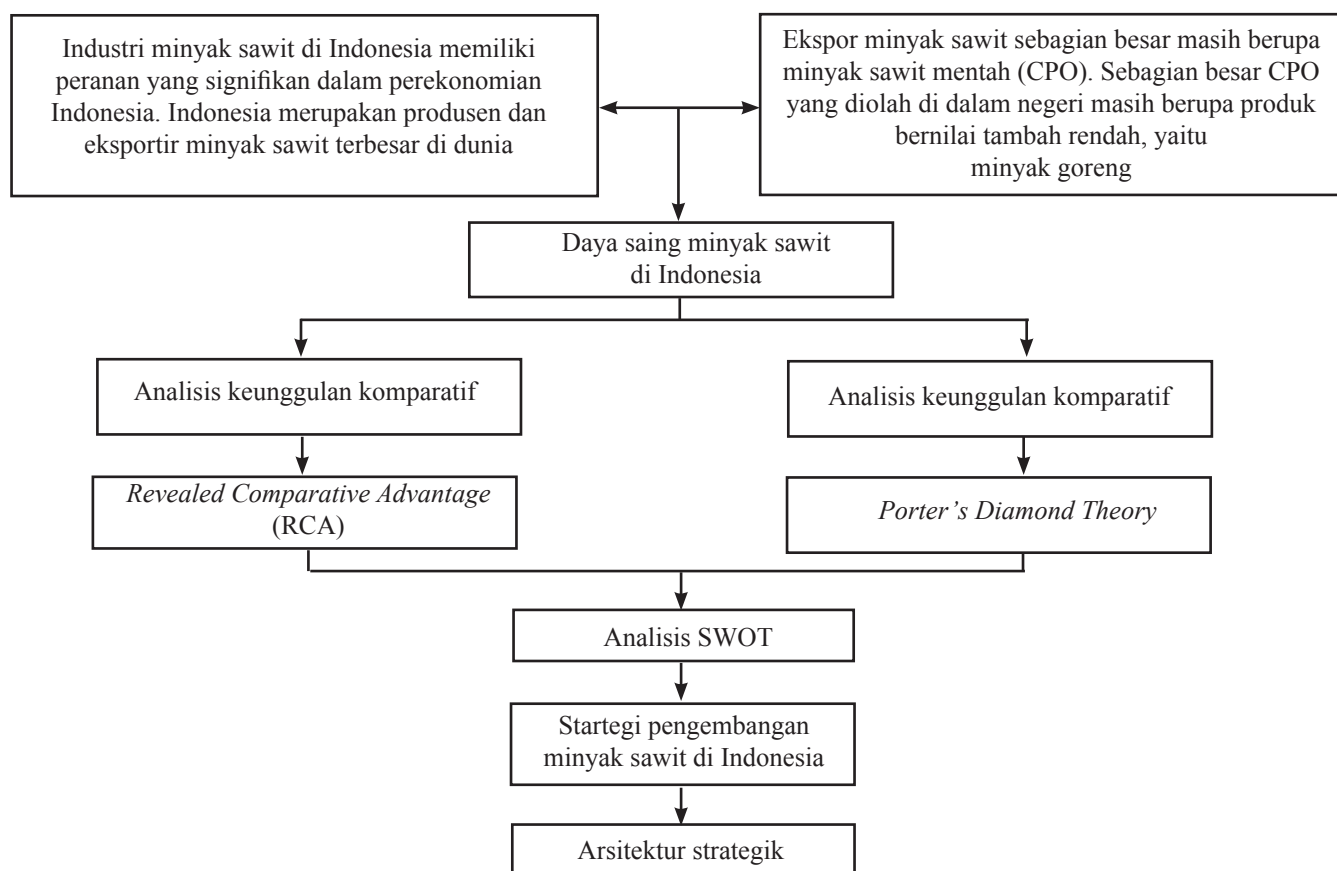 Industri minyak sawit di Indonesia memiliki
peranan yang signifikan dalam perekonomian
Indonesia. Indonesia merupakan produsen dan
eksportir minyak sawit terbesar di dunia
Ekspor minyak sawit sebagian besar masih berupa
minyak sawit mentah (CPO). Sebagian besar CPO
yang diolah di dalam negeri masih berupa produk
bernilai tambah rendah, yaitu
minyak goreng
Daya saing minyak sawit
di Indonesia
Analisis keunggulan komparatif
Analisis keunggulan komparatif
Revealed Comparative Advantage
(RCA)
Porter’s Diamond Theory
Analisis SWOT
Startegi pengembangan
minyak sawit di Indonesia
Arsitektur strategik